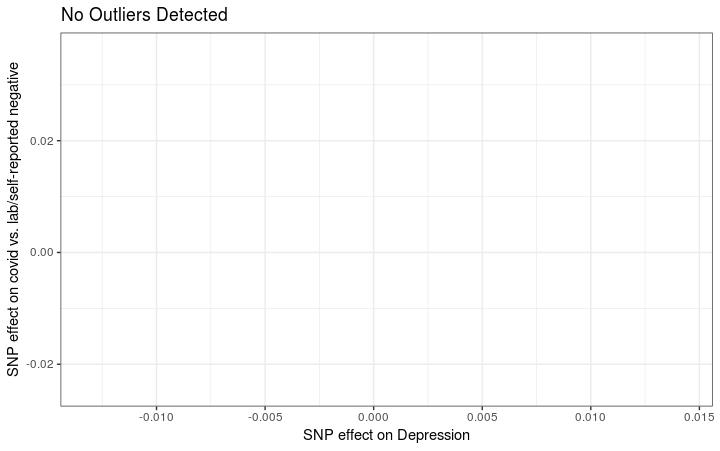 No Outliers Detected
SNP effect on covid vs. lab/self-reported negative
0.02
0.00
-0.02
-0.010 -0.005 0.000 0.005 0.010 0.015
SNP effect on Depression